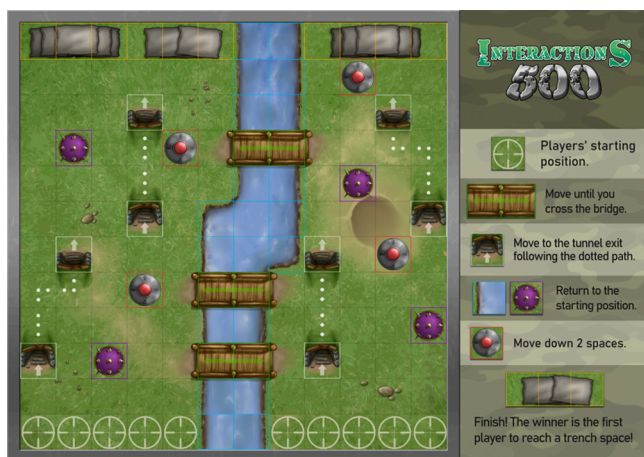 INTERACTIONS
500
Players' starting
position.
Move until you
cross the bridge.
Move to the tunnel exit
following the dotted path.
Return to the
starting position.
Move down 2 spaces.
Finish! The winner is the first
player to reach a trench space!